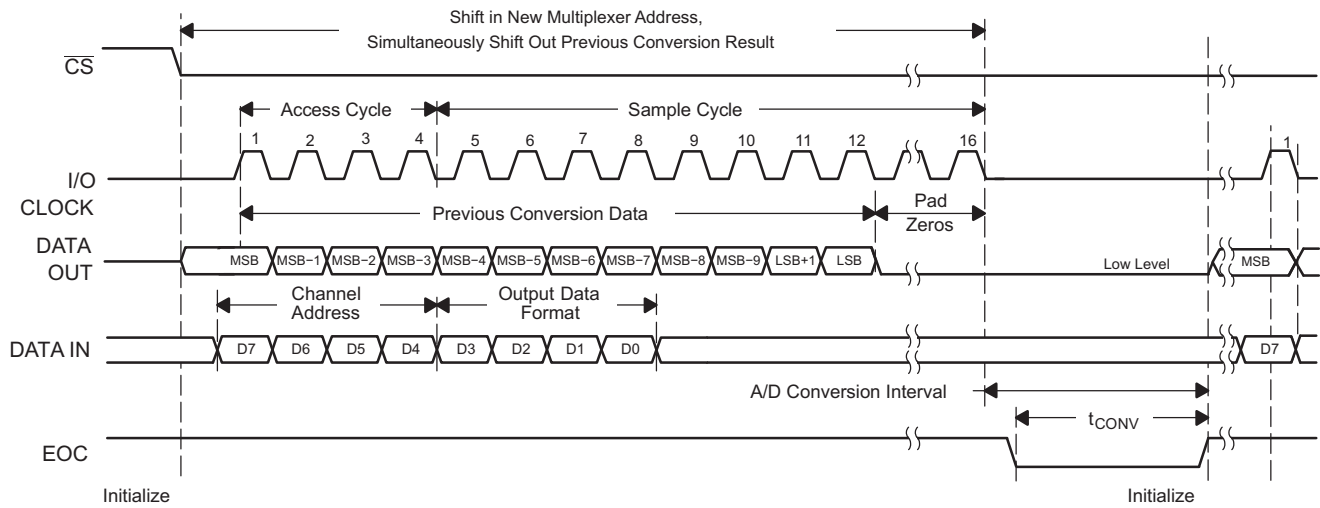 Shift in New Multiplexer Address,
Simultaneously Shift Out Previous Conversion Result
CS
Access Cycle
Sample Cycle
1 2 3 4 5 6 7 8 9 10 11 12 16 1
I/O
CLOCK
Previous Conversion Data
Pad
Zeros
DATA
OUT
MSB MSB−1 MSB−2 MSB−3 MSB−4 MSB−5 MSB−6 MSB−7 MSB−8 MSB−9 LSB+1 LSB Low Level MSB
Channel
Address
Output Data
Format
DATA IN
D7 D6 D5 D4 D3 D2 D1 D0 D7
A/D Conversion Interval
tCONV
EOC
Initialize
Initialize